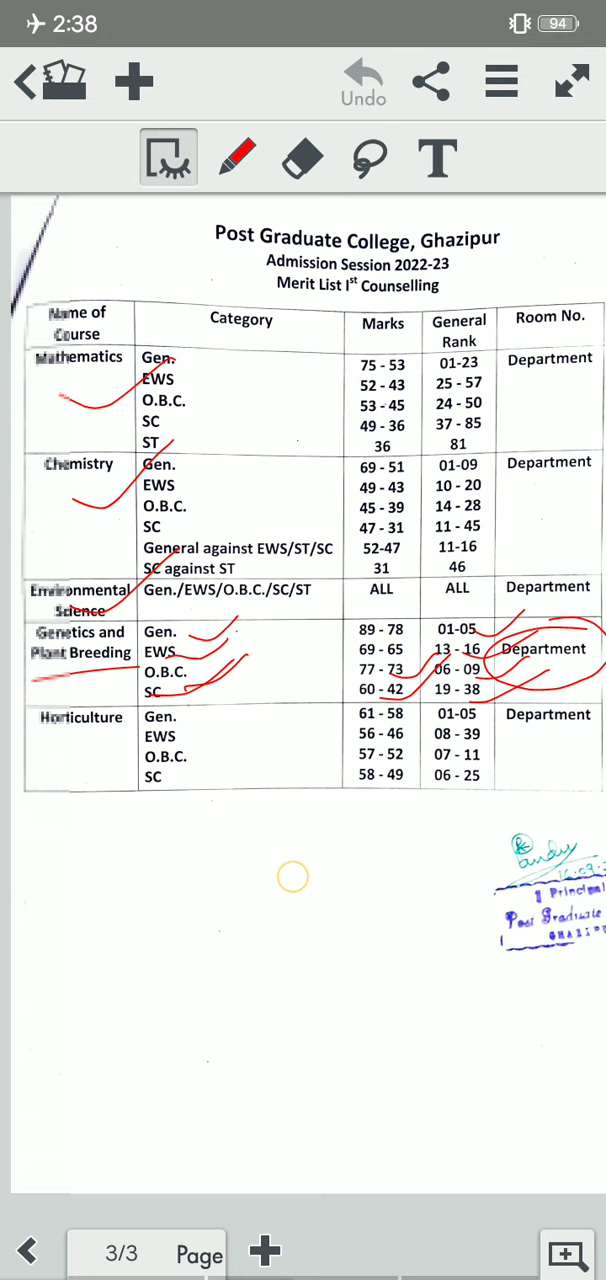 2:38
94
Undo
T
Post Graduate College, Ghazipur
Admission Session 2022-23
Merit List Ist Counselling
Name of Course Category Marks General Rank Room No.
Mathematics Gen. 75 - 53 01-23 Department
EWS 52 - 43 25 - 57
O.B.C. 53 - 45 24 - 50
SC 49 - 36 37 - 85
ST 36 81
Chemistry Gen. 69 - 51 01-09 Department
EWS 49 - 43 10 - 20
O.B.C. 45 - 39 14 - 28
SC 47 - 31 11 - 45
General against EWS/ST/SC 52-47 11-16
SC against ST 31 46
Environmental Science Gen./EWS/O.B.C./SC/ST ALL ALL Department
Genetics and Plant Breeding Gen. 89 - 78 01-05
EWS 69 - 65 13 - 16 Department
O.B.C. 77 - 73 06 - 09
SC 60 - 42 19 - 38
Horticulture Gen. 61 - 58 01-05 Department
EWS 56 - 46 08 - 39
O.B.C. 57 - 52 07 - 11
SC 58 - 49 06 - 25
Principal
Post Graduate
3/3 Page